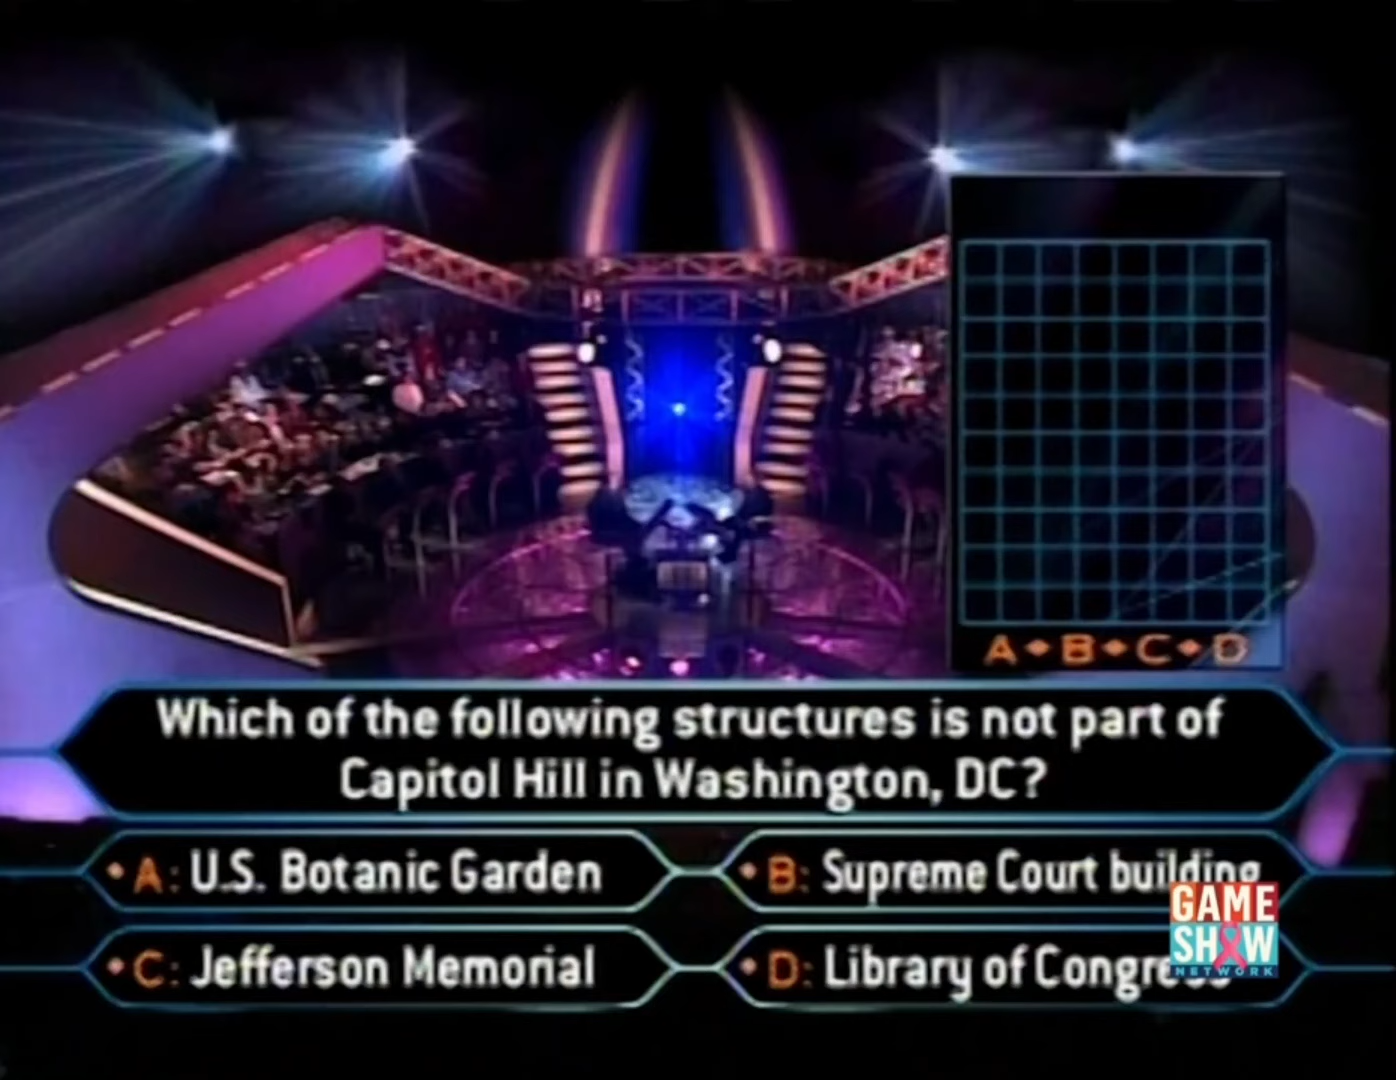 A B C D
Which of the following structures is not part of
Capitol Hill in Washington, DC?
A: U.S. Botanic Garden
B: Supreme Court building
C: Jefferson Memorial
D: Library of Congress
GAME
SHOW
NETWORK